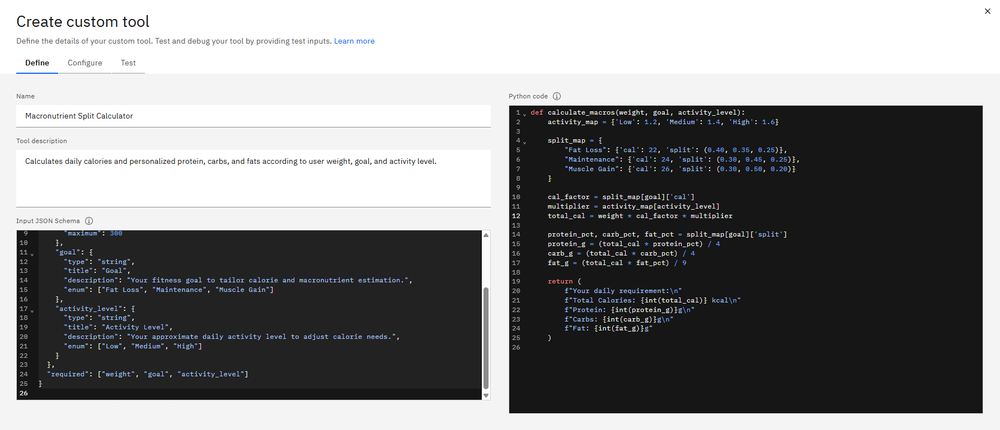 Create custom tool
Define the details of your custom tool. Test and debug your tool by providing test inputs. Learn more
Define Configure Test
Name
Macronutrient Split Calculator
Tool description
Calculates daily calories and personalized protein, carbs, and fats according to user weight, goal, and activity level.
Input JSON Schema
9 "maximum": 300
10 },
11 "goal": {
12 "type": "string",
13 "title": "Goal",
14 "description": "Your fitness goal to tailor calorie and macronutrient estimation.",
15 "enum": ["Fat Loss", "Maintenance", "Muscle Gain"]
16 },
17 "activity_level": {
18 "type": "string",
19 "title": "Activity Level",
20 "description": "Your approximate daily activity level to adjust calorie needs.",
21 "enum": ["Low", "Medium", "High"]
22 }
23 },
24 "required": ["weight", "goal", "activity_level"]
25 }
26
Python code
1 def calculate_macros(weight, goal, activity_level):
2 activity_map = {'Low': 1.2, 'Medium': 1.4, 'High': 1.6}
3
4 split_map = {
5 "Fat Loss": {'cal': 22, 'split': (0.40, 0.35, 0.25)},
6 "Maintenance": {'cal': 24, 'split': (0.30, 0.45, 0.25)},
7 "Muscle Gain": {'cal': 26, 'split': (0.30, 0.50, 0.20)}
8 }
9
10 cal_factor = split_map[goal]['cal']
11 multiplier = activity_map[activity_level]
12 total_cal = weight * cal_factor * multiplier
13
14 protein_pct, carb_pct, fat_pct = split_map[goal]['split']
15 protein_g = (total_cal * protein_pct) / 4
16 carb_g = (total_cal * carb_pct) / 4
17 fat_g = (total_cal * fat_pct) / 9
18
19 return (
20 f"Your daily requirement:\n"
21 f"Total Calories: {int(total_cal)} kcal\n"
22 f"Protein: {int(protein_g)}g\n"
23 f"Carbs: {int(carb_g)}g\n"
24 f"Fat: {int(fat_g)}g"
25 )
26